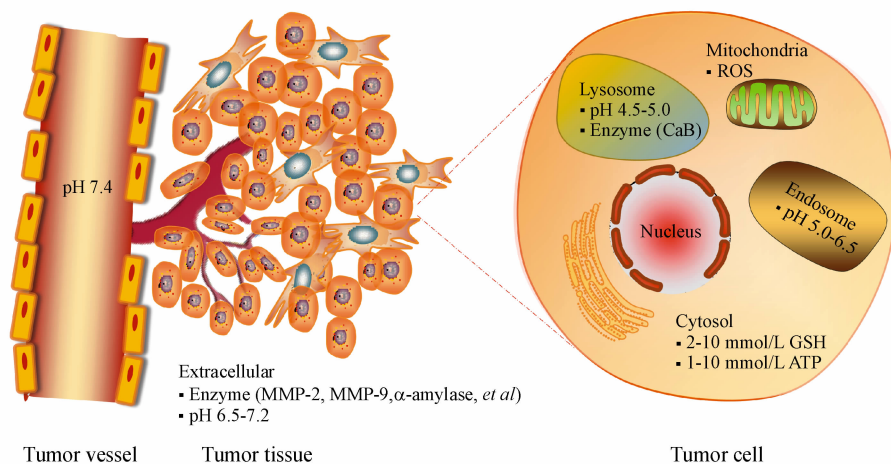 pH 7.4
Extracellular
▪ Enzyme (MMP-2, MMP-9,α-amylase, et al)
▪ pH 6.5-7.2
Tumor vessel
Tumor tissue
Mitochondria
▪ ROS
Lysosome
▪ pH 4.5-5.0
▪ Enzyme (CaB)
Endosome
▪ pH 5.0-6.5
Nucleus
Cytosol
▪ 2-10 mmol/L GSH
▪ 1-10 mmol/L ATP
Tumor cell